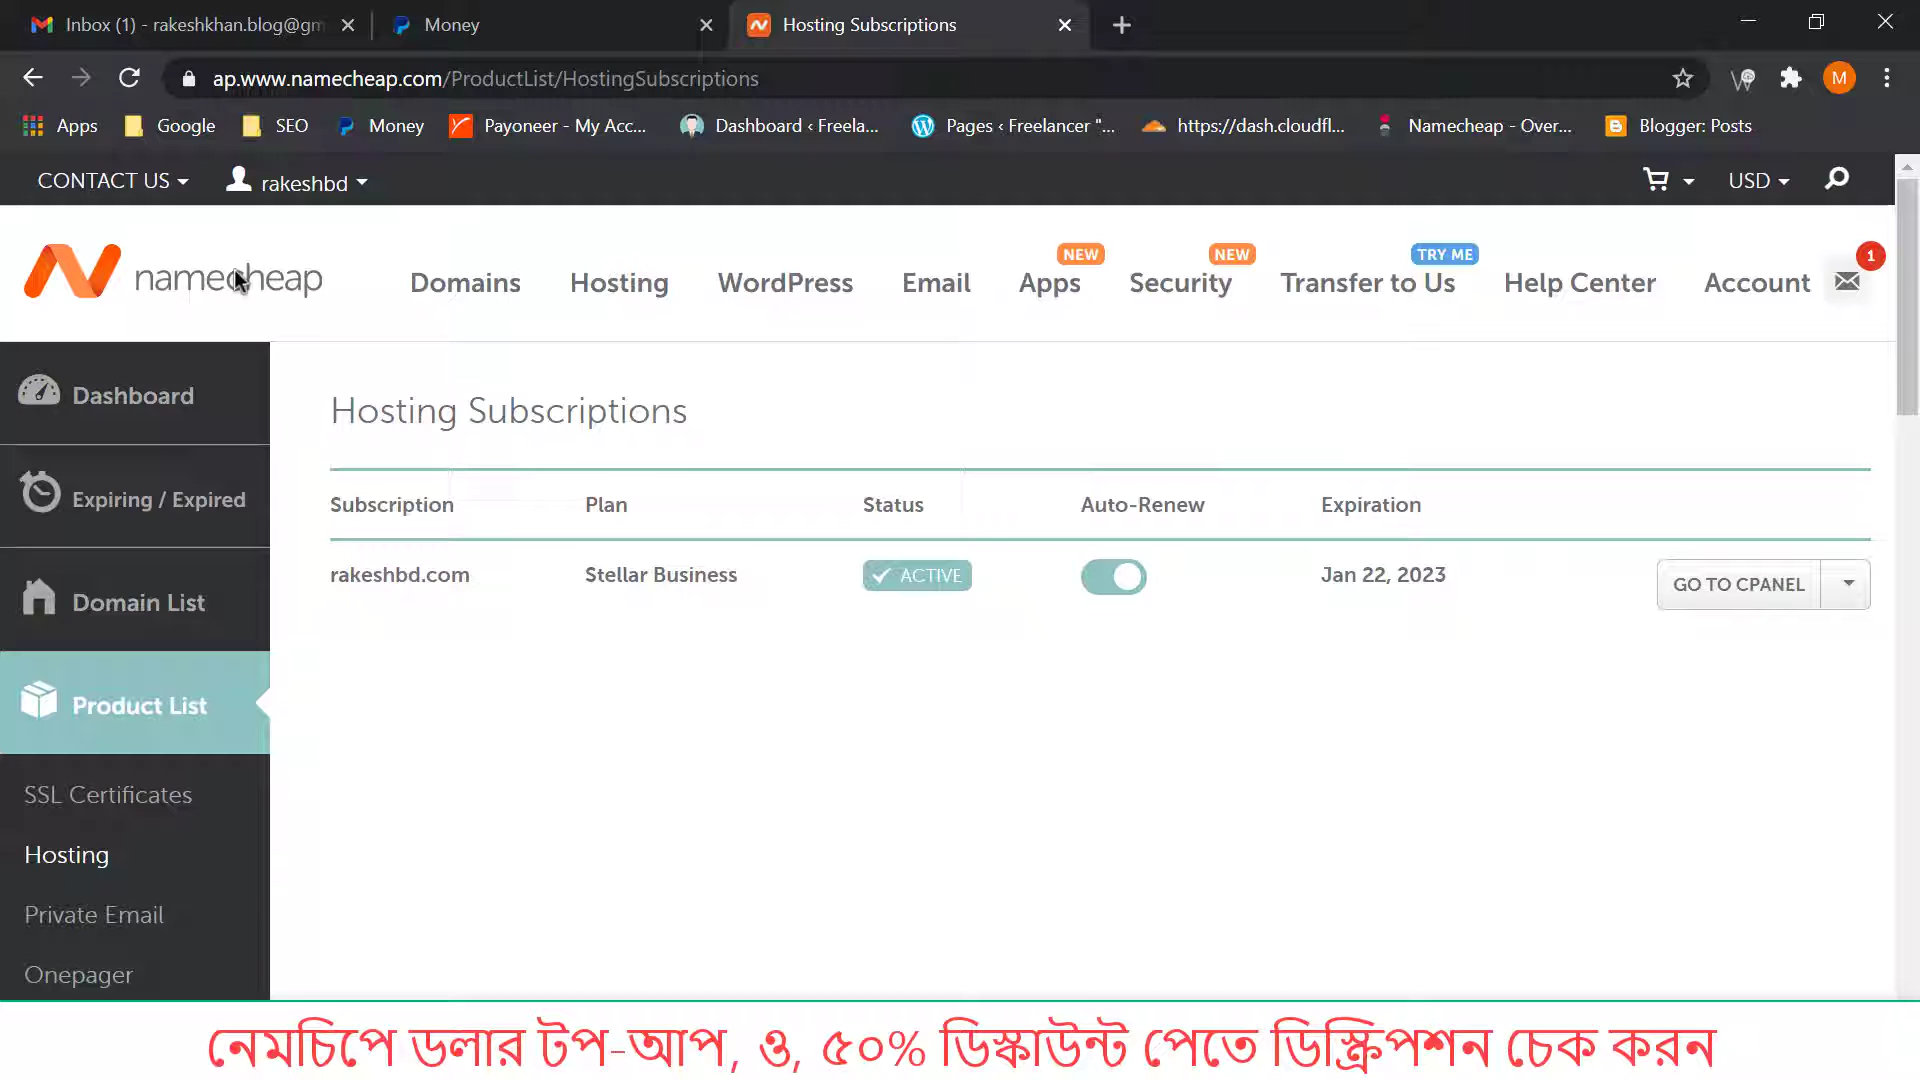 Inbox (1) - rakeshkhan.blog@gm
Money
Hosting Subscriptions
ap.www.namecheap.com/ProductList/HostingSubscriptions
M
Apps
Google
SEO
Money
Payoneer - My Acc...
Dashboard ‹ Freela...
Pages ‹ Freelancer "...
https://dash.cloudfl...
Namecheap - Over...
Blogger: Posts
CONTACT US
rakeshbd
USD
namecheap
Domains
Hosting
WordPress
Email
NEW
Apps
NEW
Security
TRY ME
Transfer to Us
Help Center
Account
1
Dashboard
Expiring / Expired
Domain List
Product List
SSL Certificates
Hosting
Private Email
Onepager
Hosting Subscriptions
Subscription Plan Status Auto-Renew Expiration
rakeshbd.com Stellar Business ACTIVE Jan 22, 2023 GO TO CPANEL
নেমচিপে ডলার টপ-আপ, ও, ৫০% ডিস্কাউন্ট পেতে ডিস্ক্রিপশন চেক করন